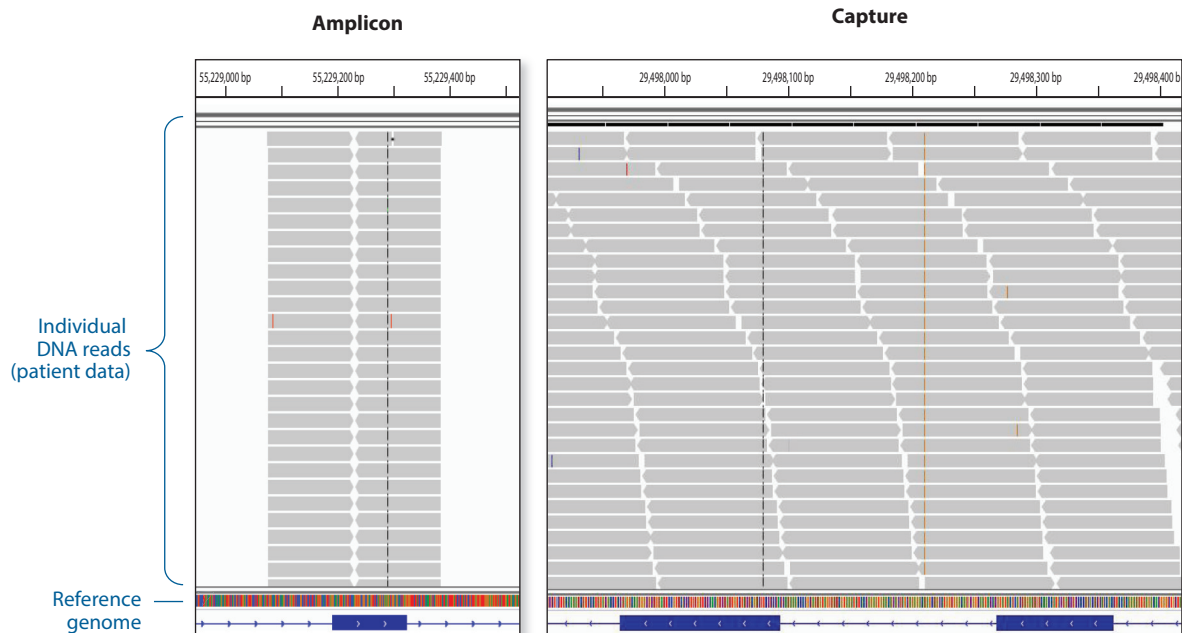 Amplicon
Capture
55,229,000 bp
55,229,200 bp
55,229,400 bp
29,498,000 bp
29,498,100 bp
29,498,200 bp
29,498,300 bp
29,498,400 b
Individual
DNA reads
(patient data)
Reference
genome